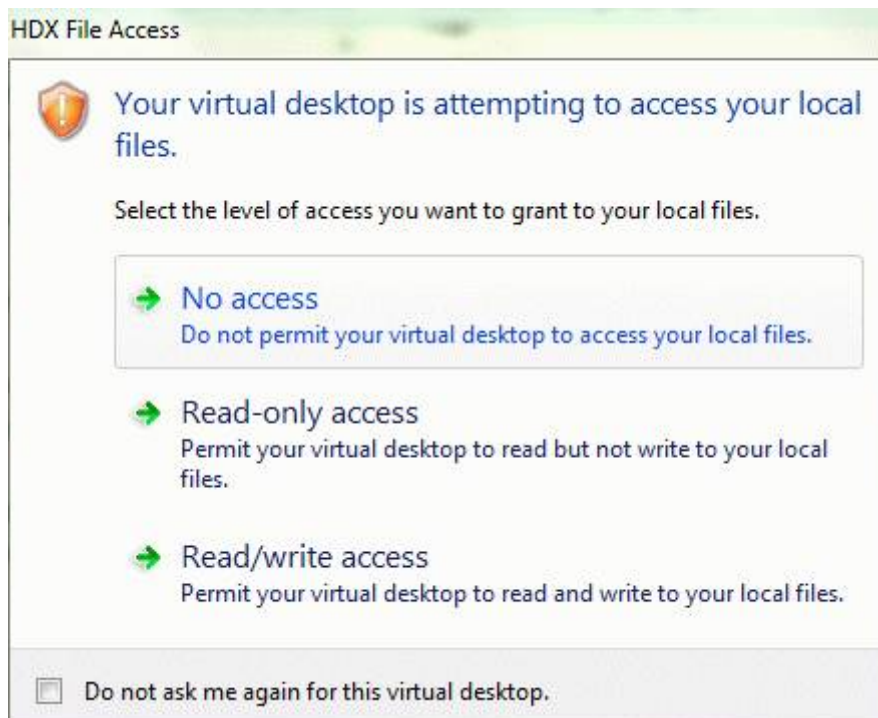 HDX File Access
Your virtual desktop is attempting to access your local
files.
Select the level of access you want to grant to your local files.
No access
Do not permit your virtual desktop to access your local files.
Read-only access
Permit your virtual desktop to read but not write to your local
files.
Read/write access
Permit your virtual desktop to read and write to your local files.
Do not ask me again for this virtual desktop.